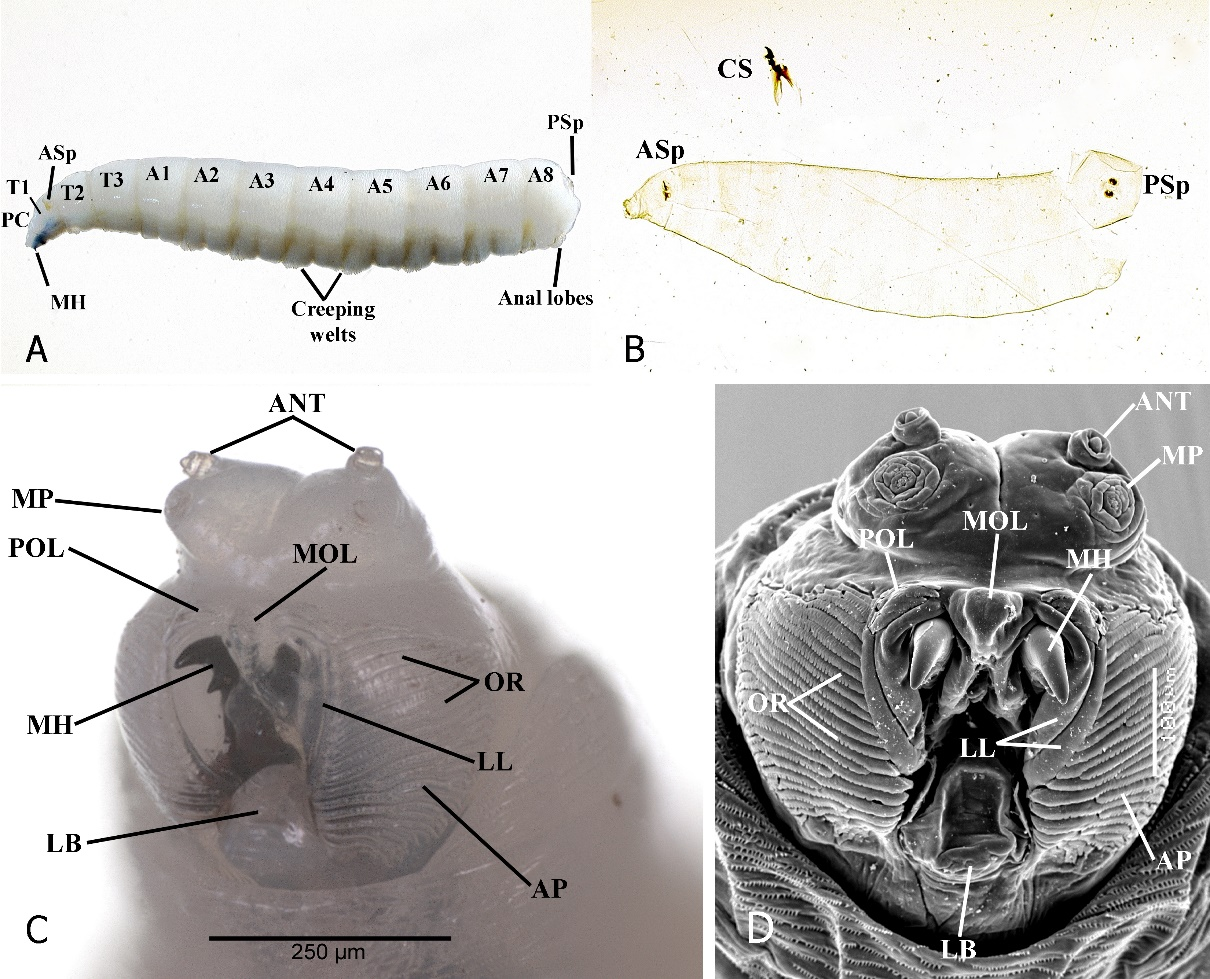 PSp
ASp
T1
T2
T3
A1
A2
A3
A4
A5
A6
A7
A8
PC
MH
Creeping
welts
Anal lobes
A
CS
ASp
PSp
B
ANT
MP
POL
MOL
OR
MH
LL
LB
AP
C
250 µm
ANT
MP
MOL
POL
MH
OR
LL
100µm
AP
LB
D